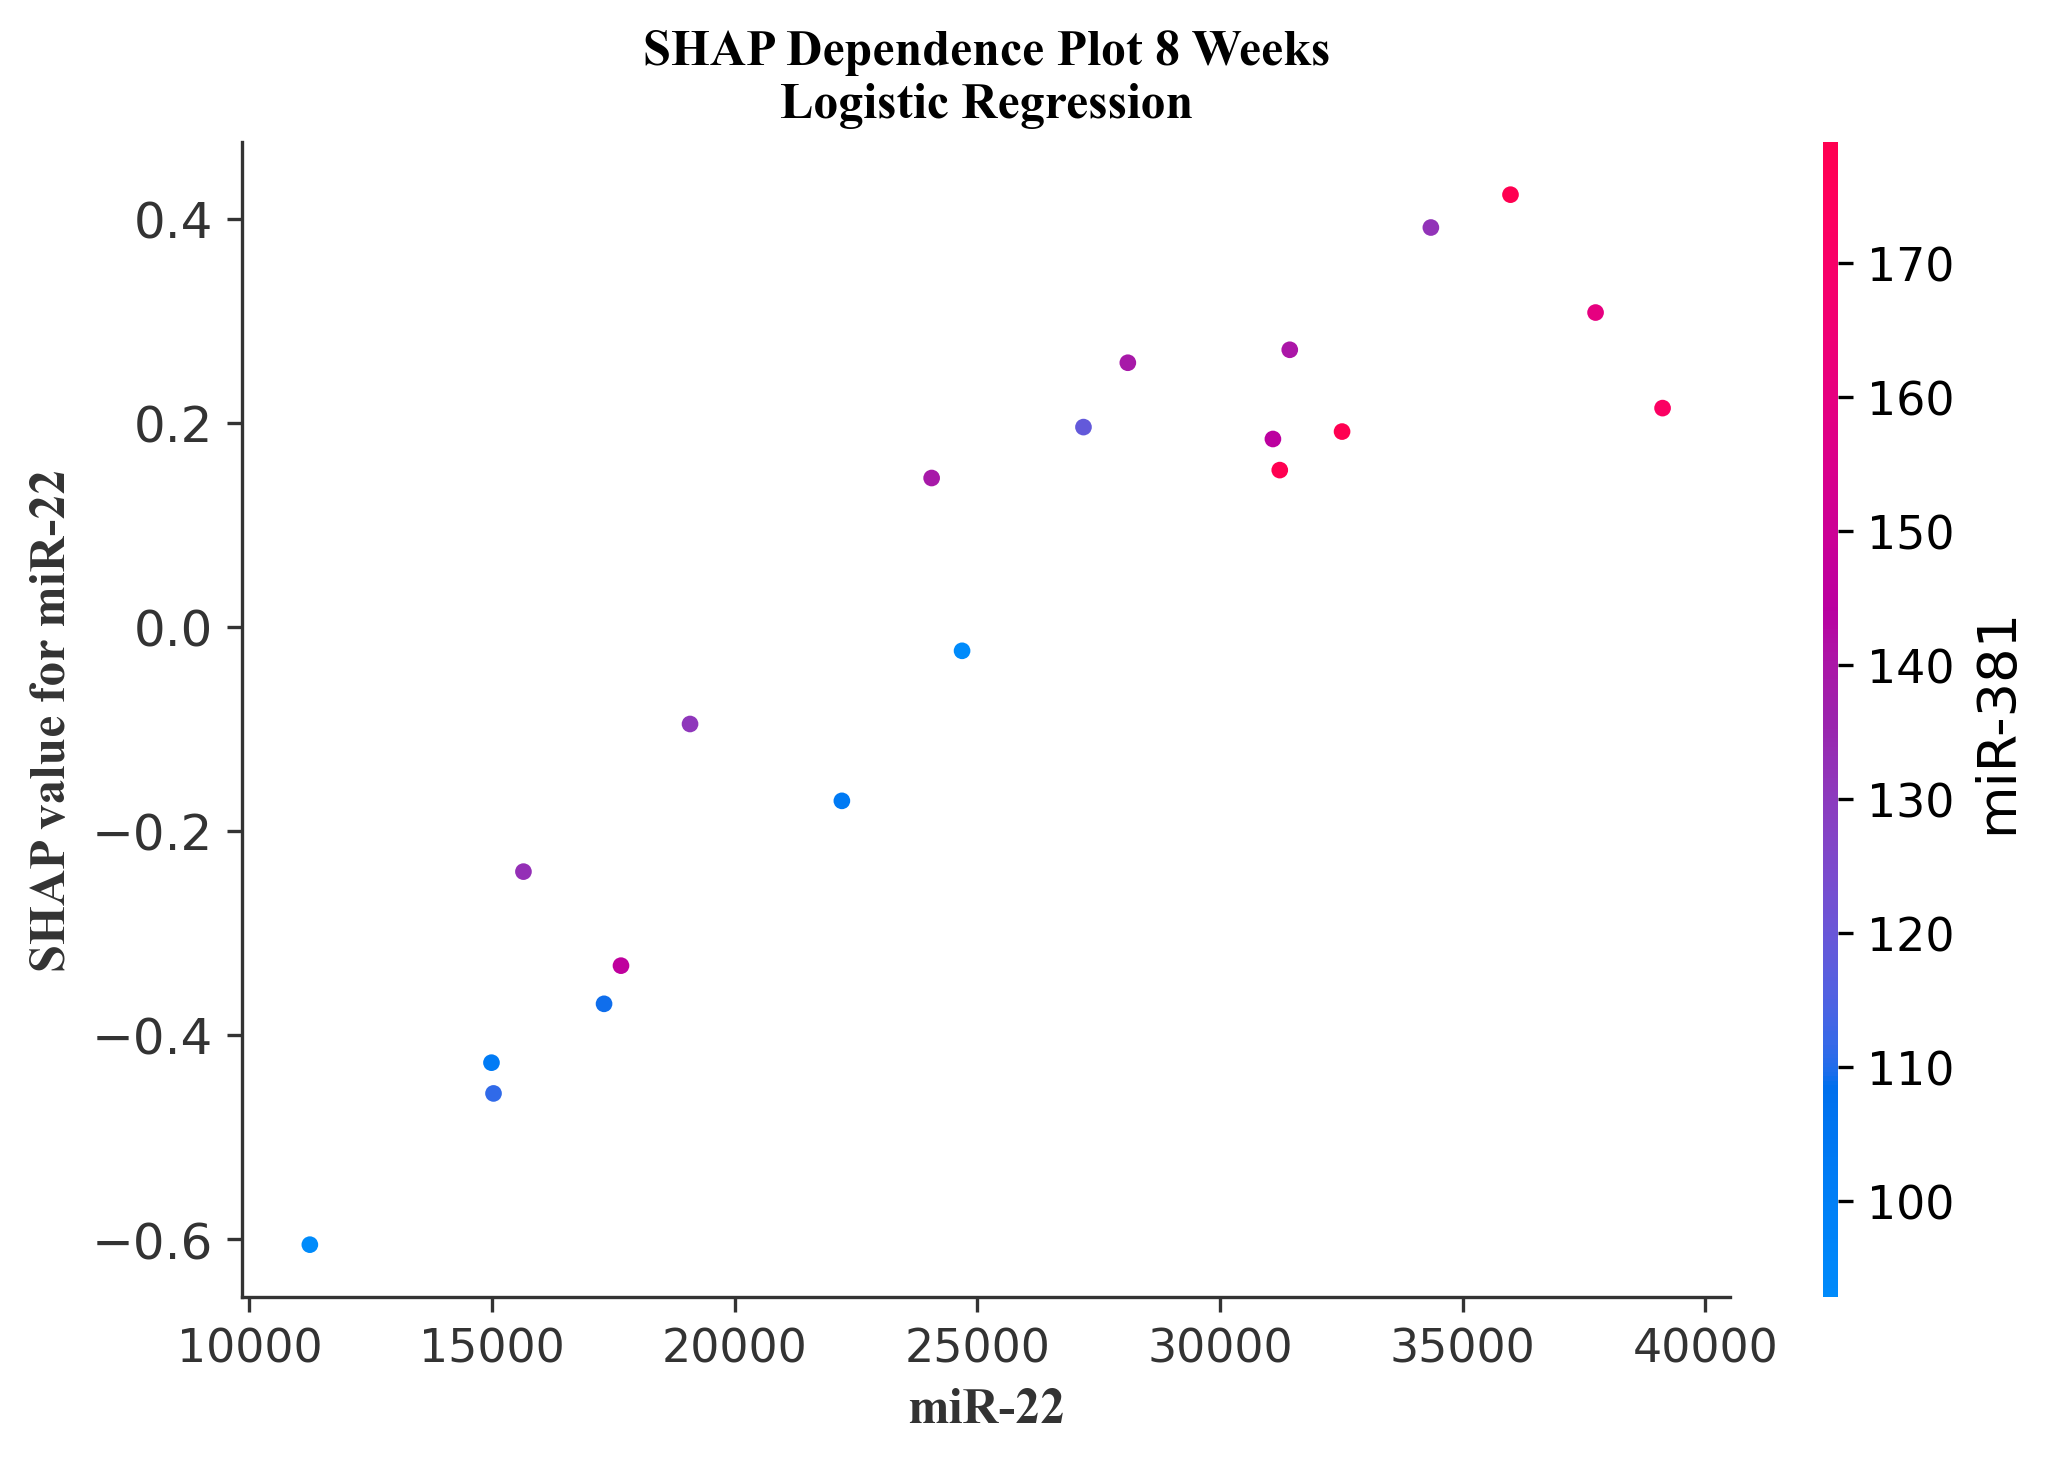 SHAP Dependence Plot 8 Weeks
Logistic Regression
SHAP value for miR-22
0.4
0.2
0.0
−0.2
−0.4
−0.6
10000 15000 20000 25000 30000 35000 40000
miR-22
170
160
150
140
130
120
110
100
miR-381